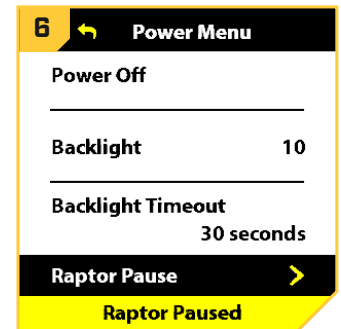 6 Power Menu
Power Off
Backlight 10
Backlight Timeout
30 seconds
Raptor Pause >
Raptor Paused